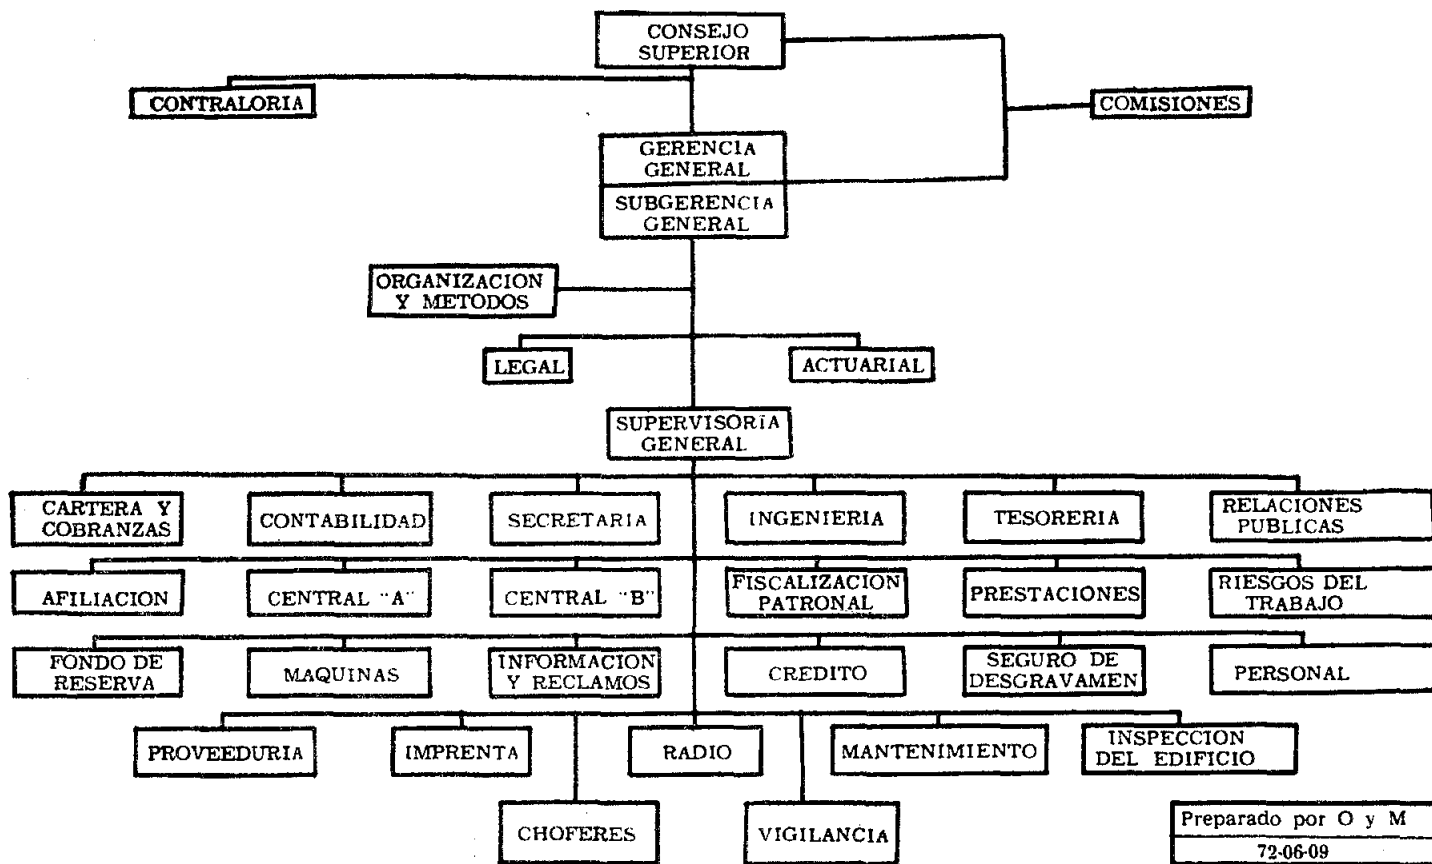 CONSEJO
SUPERIOR
CONTRALORIA
COMISIONES
GERENCIA
GENERAL
SUBGERENCIA
GENERAL
ORGANIZACION
Y METODOS
LEGAL
ACTUARIAL
SUPERVISORIA
GENERAL
CARTERA Y
COBRANZAS
CONTABILIDAD
SECRETARIA
INGENIERIA
TESORERIA
RELACIONES
PUBLICAS
AFILIACION
CENTRAL "A"
CENTRAL "B"
FISCALIZACION
PATRONAL
PRESTACIONES
RIESGOS DEL
TRABAJO
FONDO DE
RESERVA
MAQUINAS
INFORMACION
Y RECLAMOS
CREDITO
SEGURO DE
DESGRAVAMEN
PERSONAL
PROVEEDURIA
IMPRENTA
RADIO
MANTENIMIENTO
INSPECCION
DEL EDIFICIO
CHOFERES
VIGILANCIA
Preparado por O y M
72-06-09